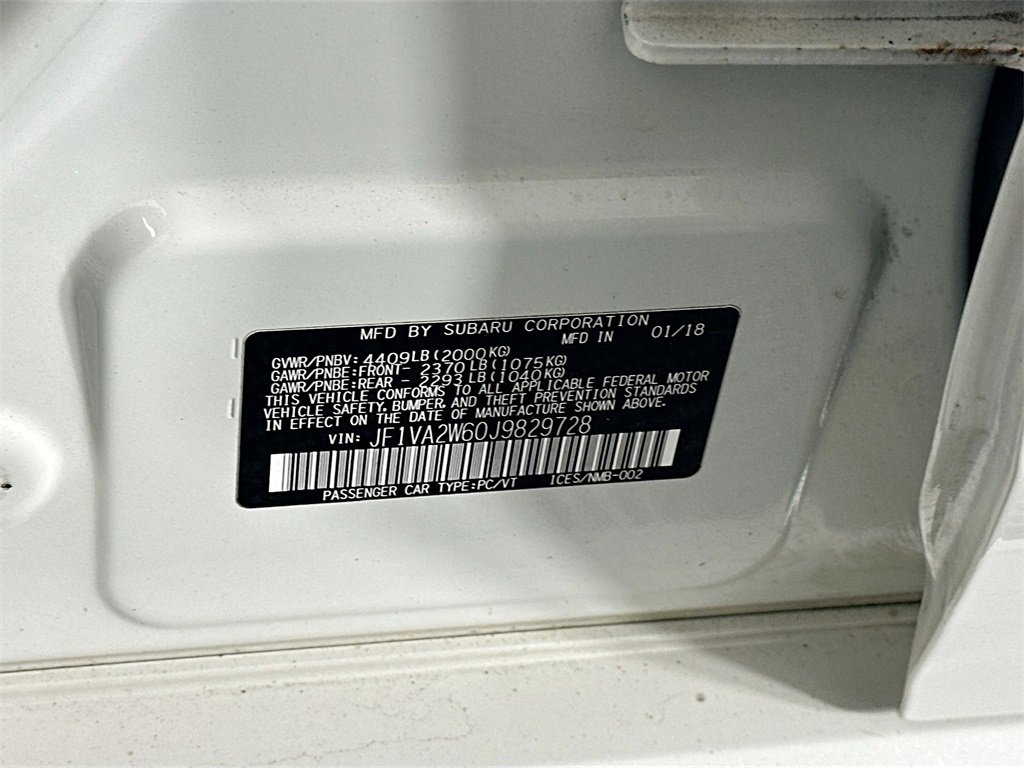 MFD BY SUBARU CORPORATION
MFD IN 01/18
GVWR/PNBV: 4409LB(2000KG)
GAWR/PNBE:FRONT- 2370LB(1075KG)
GAWR/PNBE:REAR - 2293LB(1040KG)
THIS VEHICLE CONFORMS TO ALL APPLICABLE FEDERAL MOTOR
VEHICLE SAFETY, BUMPER, AND THEFT PREVENTION STANDARDS
IN EFFECT ON THE DATE OF MANUFACTURE SHOWN ABOVE.
VIN: JF1VA2W60J9829728
PASSENGER CAR TYPE:PC/VT ICES/NMB-002